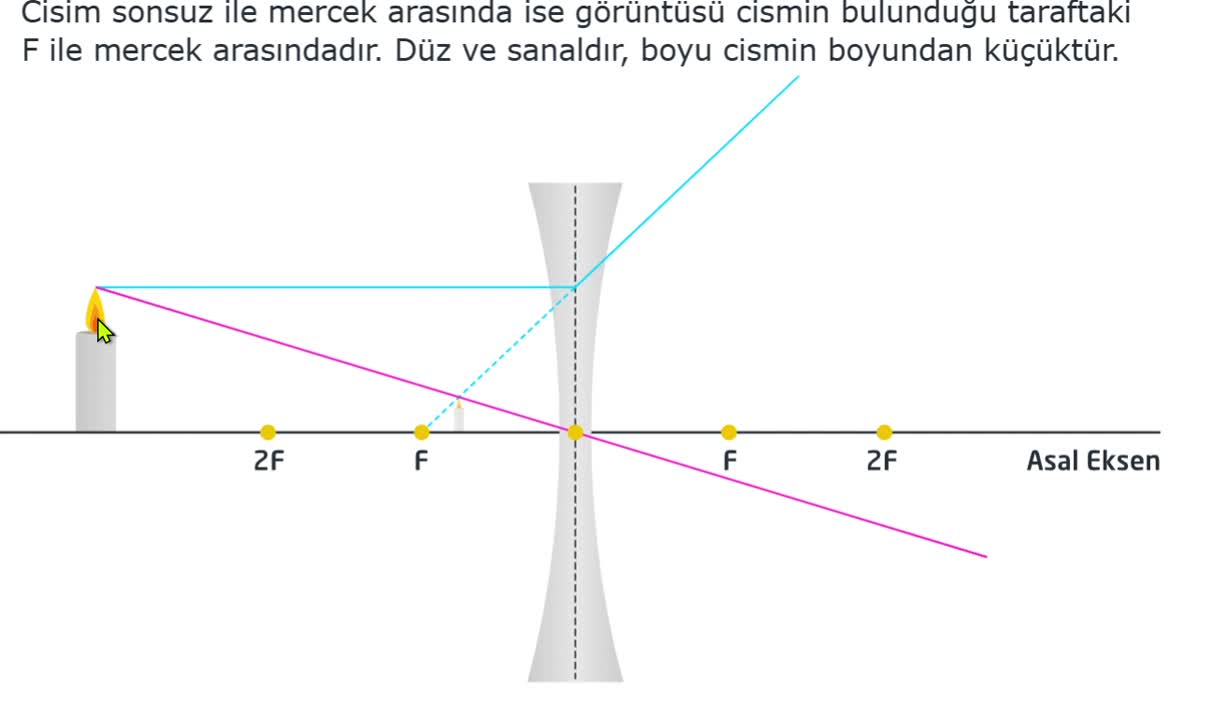 Cisim sonsuz ile mercek arasında ise görüntüsü cismin bulunduğu taraftaki
F ile mercek arasındadır. Düz ve sanaldır, boyu cismin boyundan küçüktür.
2F
F
F
2F
Asal Eksen